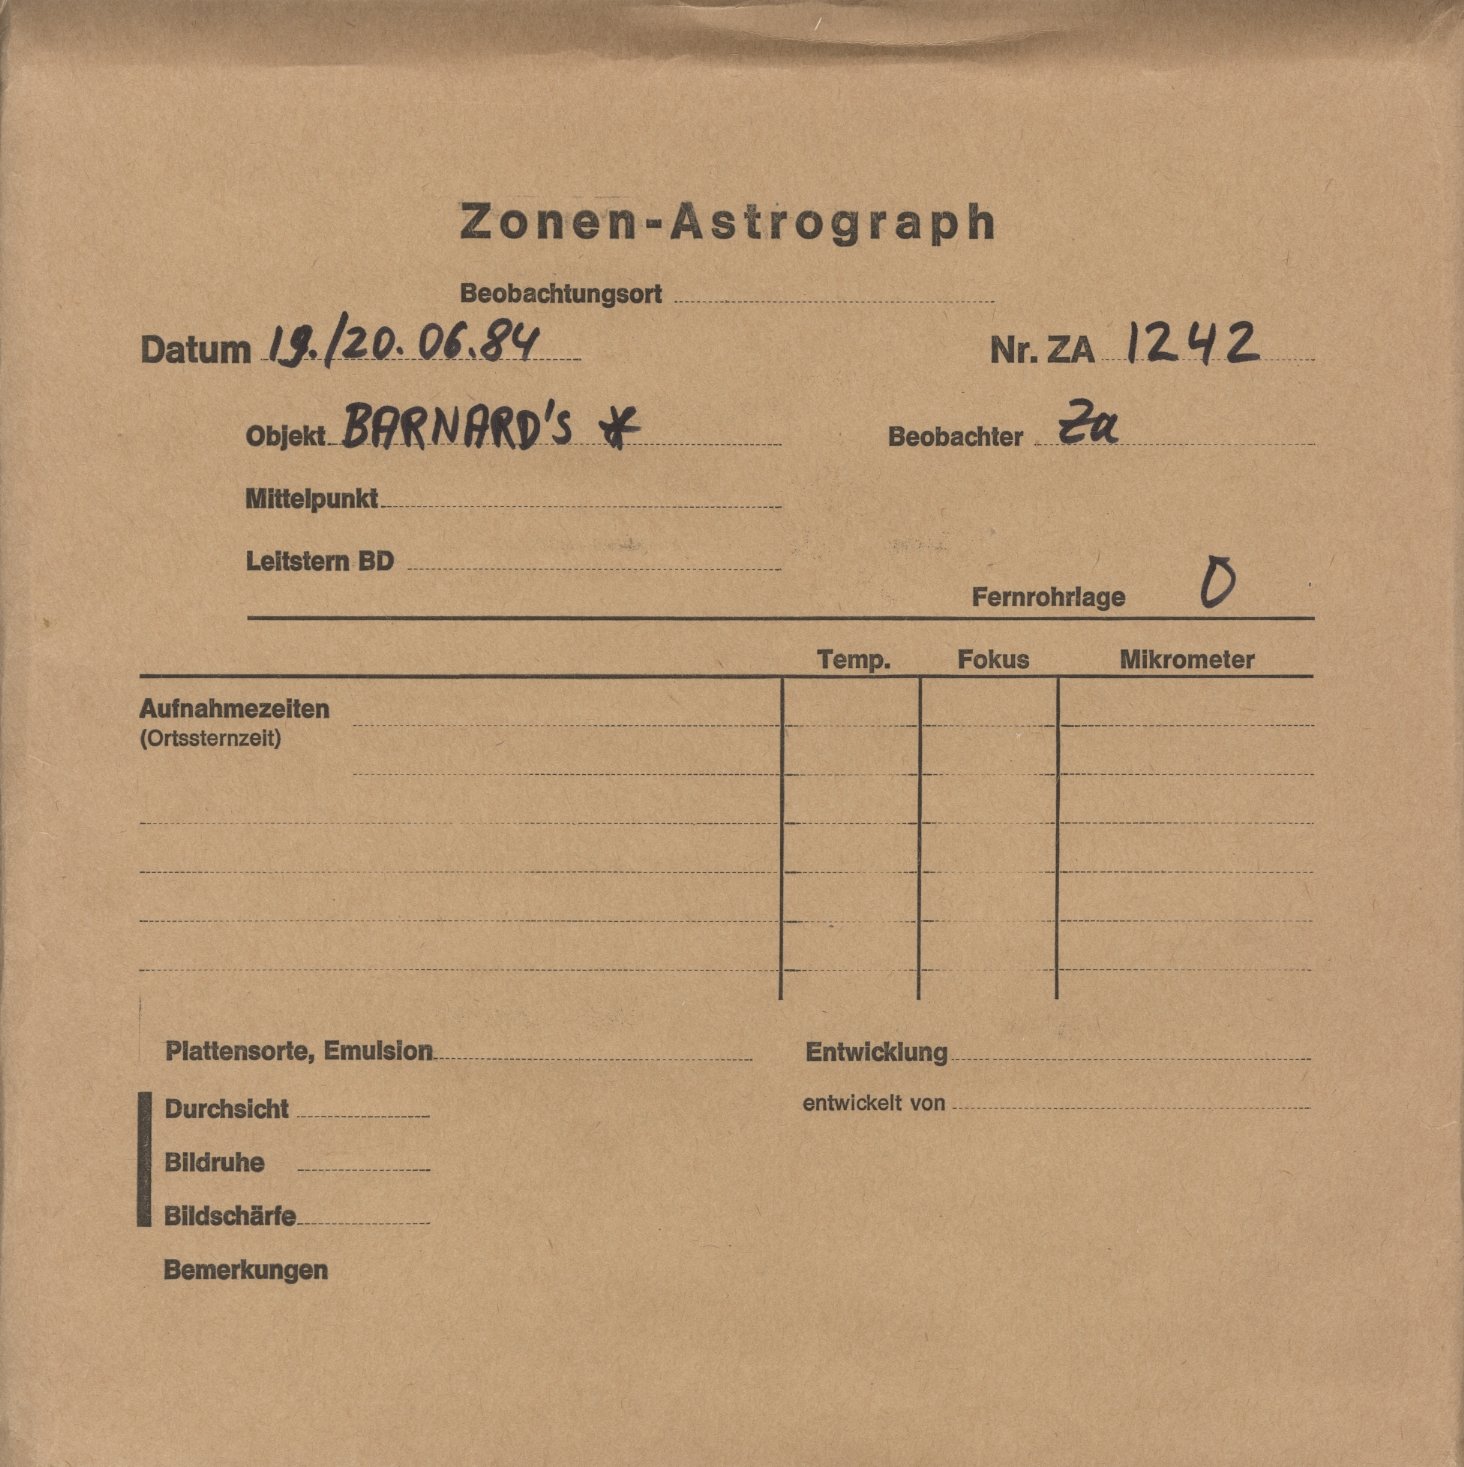 Zonen-Astrograph
Beobachtungsort
Datum 19./20.06.84 Nr. ZA 1242
Objekt BARNARD'S * Beobachter Za
Mittelpunkt
Leitstern BD
Fernrohrlage O
Temp. Fokus Mikrometer
Aufnahmezeiten
(Ortssternzeit)
Plattensorte, Emulsion Entwicklung
Durchsicht entwickelt von
Bildruhe
Bildschärfe
Bemerkungen